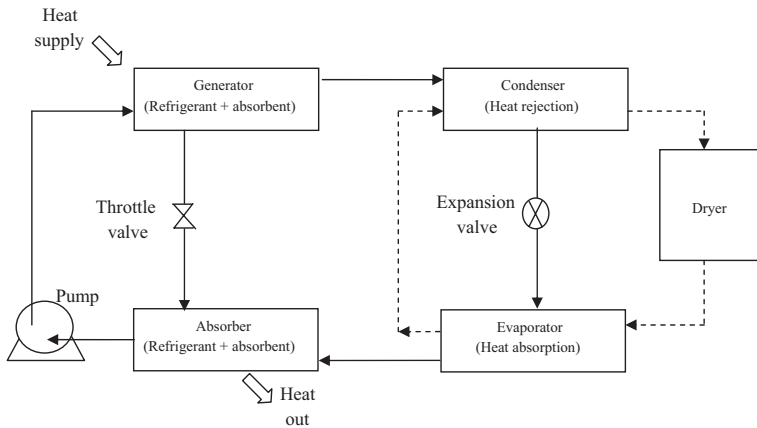 Heat
supply
Generator
(Refrigerant + absorbent)
Condenser
(Heat rejection)
Throttle
valve
Expansion
valve
Dryer
Pump
Absorber
(Refrigerant + absorbent)
Evaporator
(Heat absorption)
Heat
out